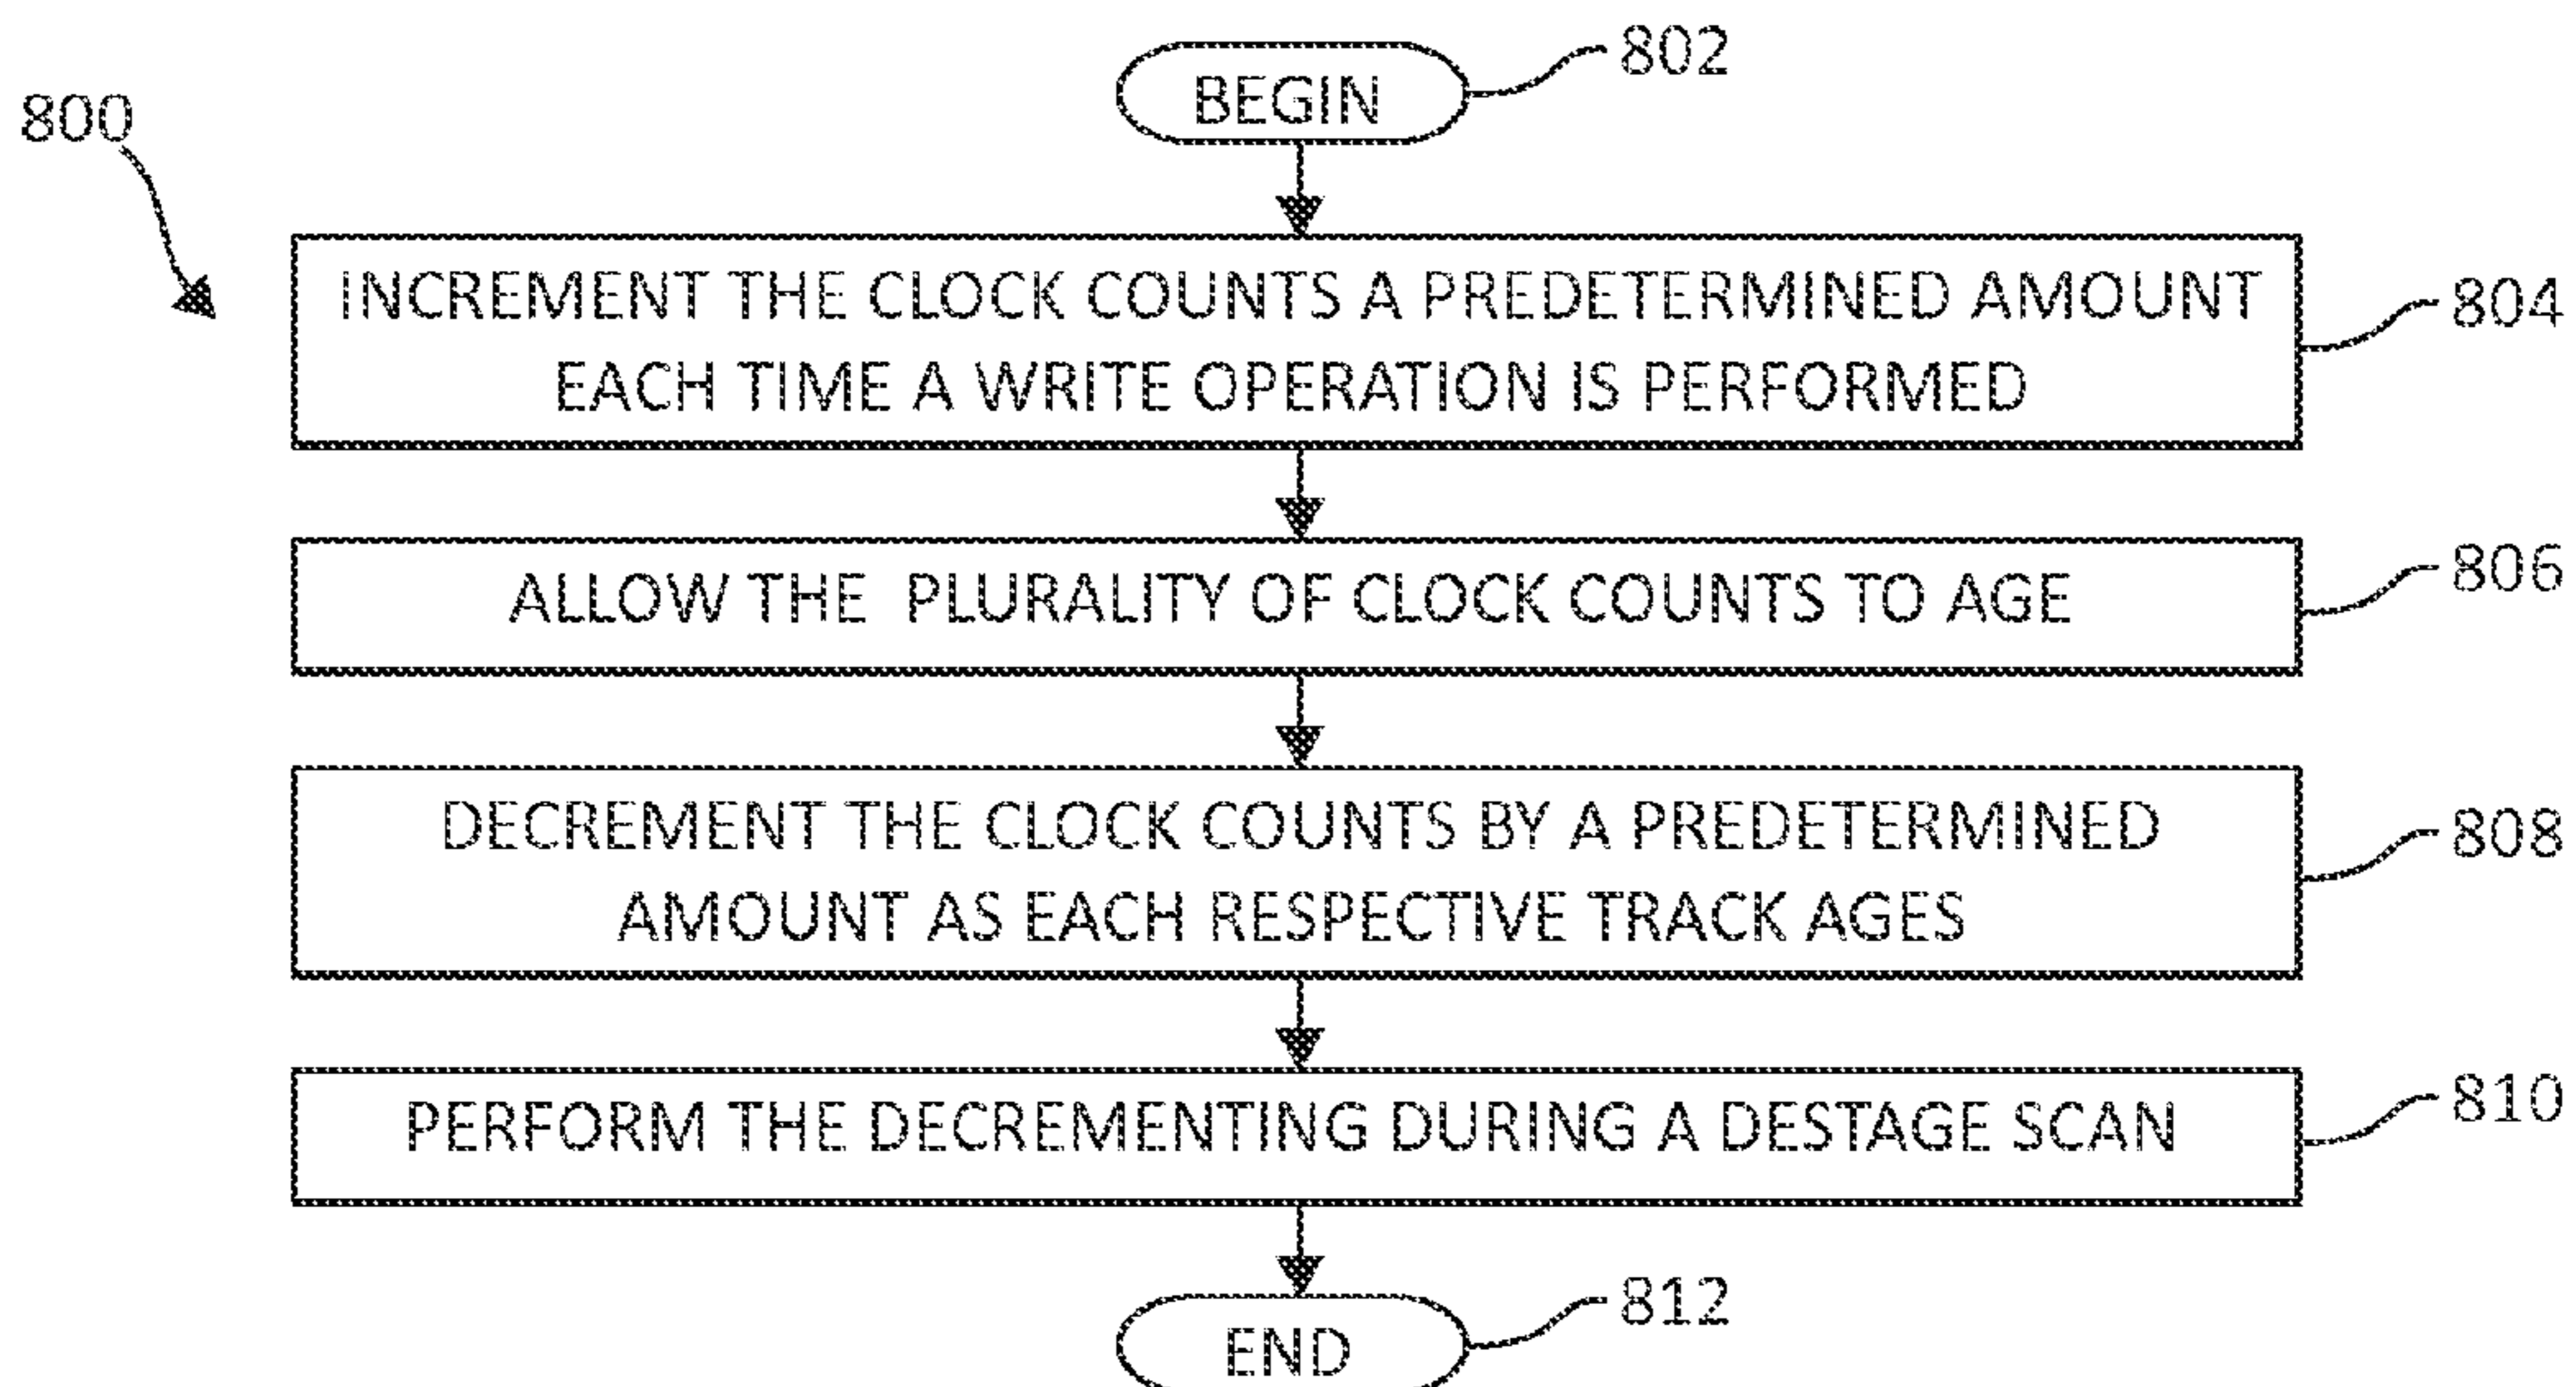 802
BEGIN
800
INCREMENT THE CLOCK COUNTS A PREDETERMINED AMOUNT
EACH TIME A WRITE OPERATION IS PERFORMED
804
ALLOW THE PLURALITY OF CLOCK COUNTS TO AGE
806
DECREMENT THE CLOCK COUNTS BY A PREDETERMINED
AMOUNT AS EACH RESPECTIVE TRACK AGES
808
PERFORM THE DECREMENTING DURING A DESTAGE SCAN
810
812
END